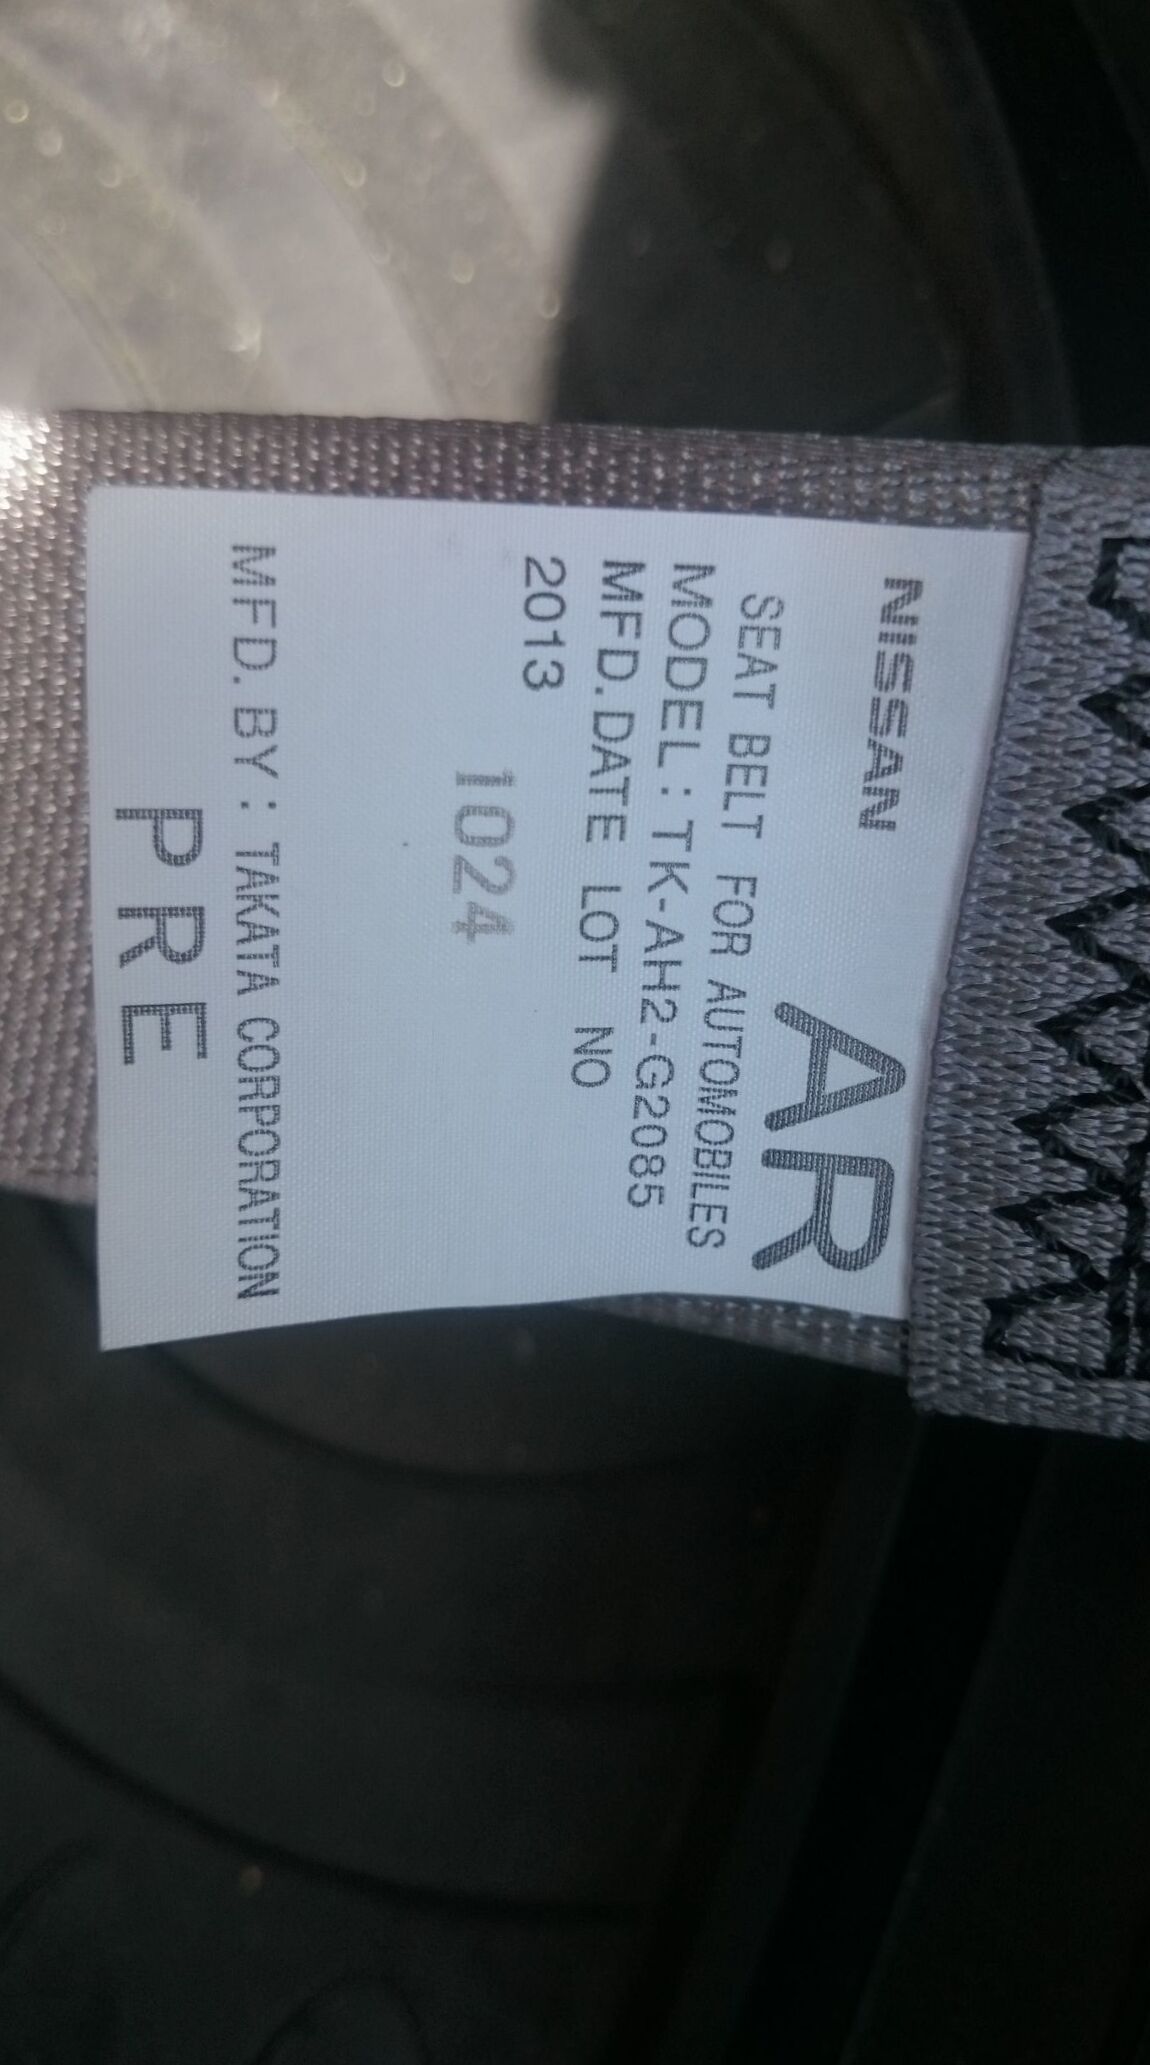 NISSAN AR
SEAT BELT FOR AUTOMOBILES
MODEL : TK-AH2-G2085
MFD.DATE LOT NO
2013
1024
MFD. BY : TAKATA CORPORATION
PRE